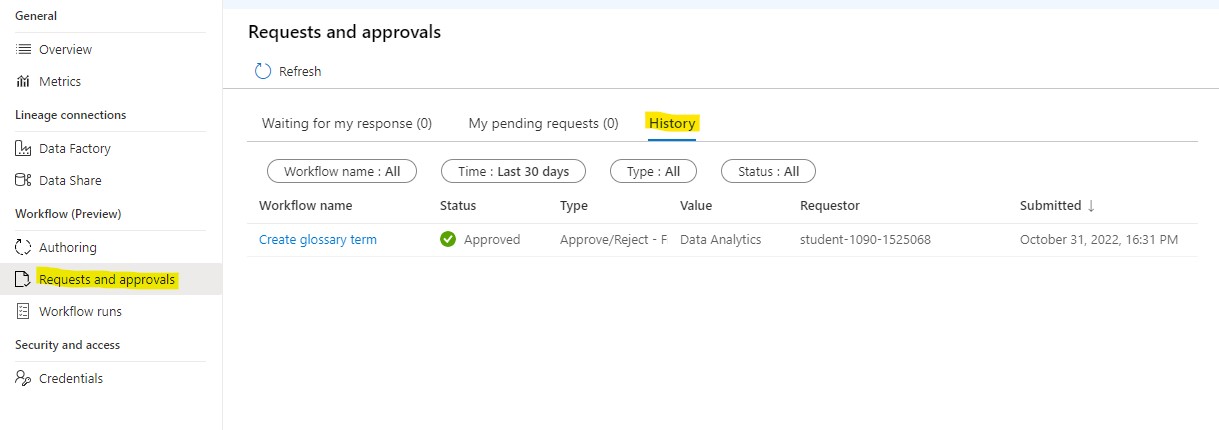 General
Overview
Metrics
Lineage connections
Data Factory
Data Share
Workflow (Preview)
Authoring
Requests and approvals
Workflow runs
Security and access
Credentials
Requests and approvals
Refresh
Waiting for my response (0) My pending requests (0) History
Workflow name : All Time : Last 30 days Type : All Status : All
Workflow name Status Type Value Requestor Submitted ↓
Create glossary term Approved Approve/Reject - F Data Analytics student-1090-1525068 October 31, 2022, 16:31 PM